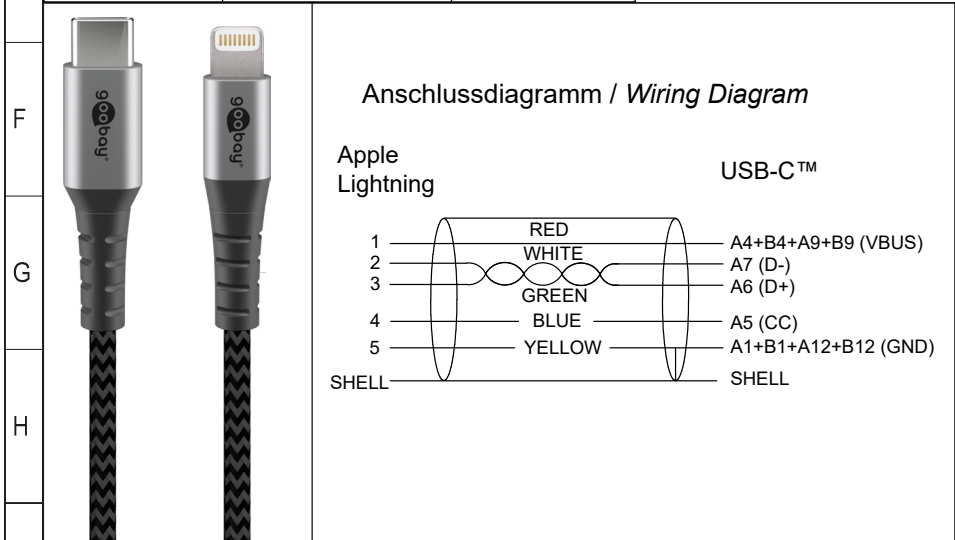 F
G
H
goobay
goobay
Anschlussdiagramm / Wiring Diagram
Apple
Lightning
USB-C™
1 RED A4+B4+A9+B9 (VBUS)
2 WHITE A7 (D-)
3 GREEN A6 (D+)
4 BLUE A5 (CC)
5 YELLOW A1+B1+A12+B12 (GND)
SHELL SHELL